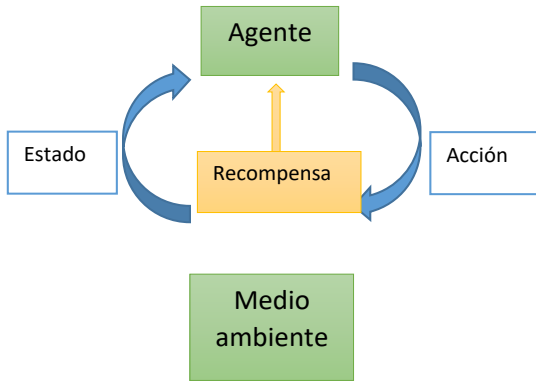 Agente
Estado
Recompensa
Acción
Medio
ambiente